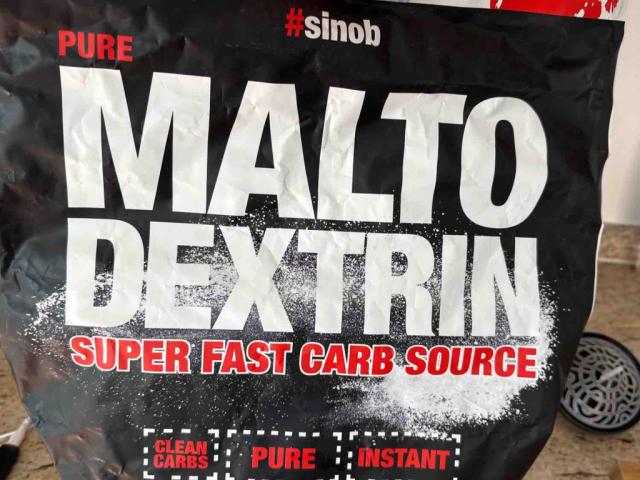 #sinob
PURE
MALTO
DEXTRIN
SUPER FAST CARB SOURCE
CLEAN
CARBS
PURE
INSTANT